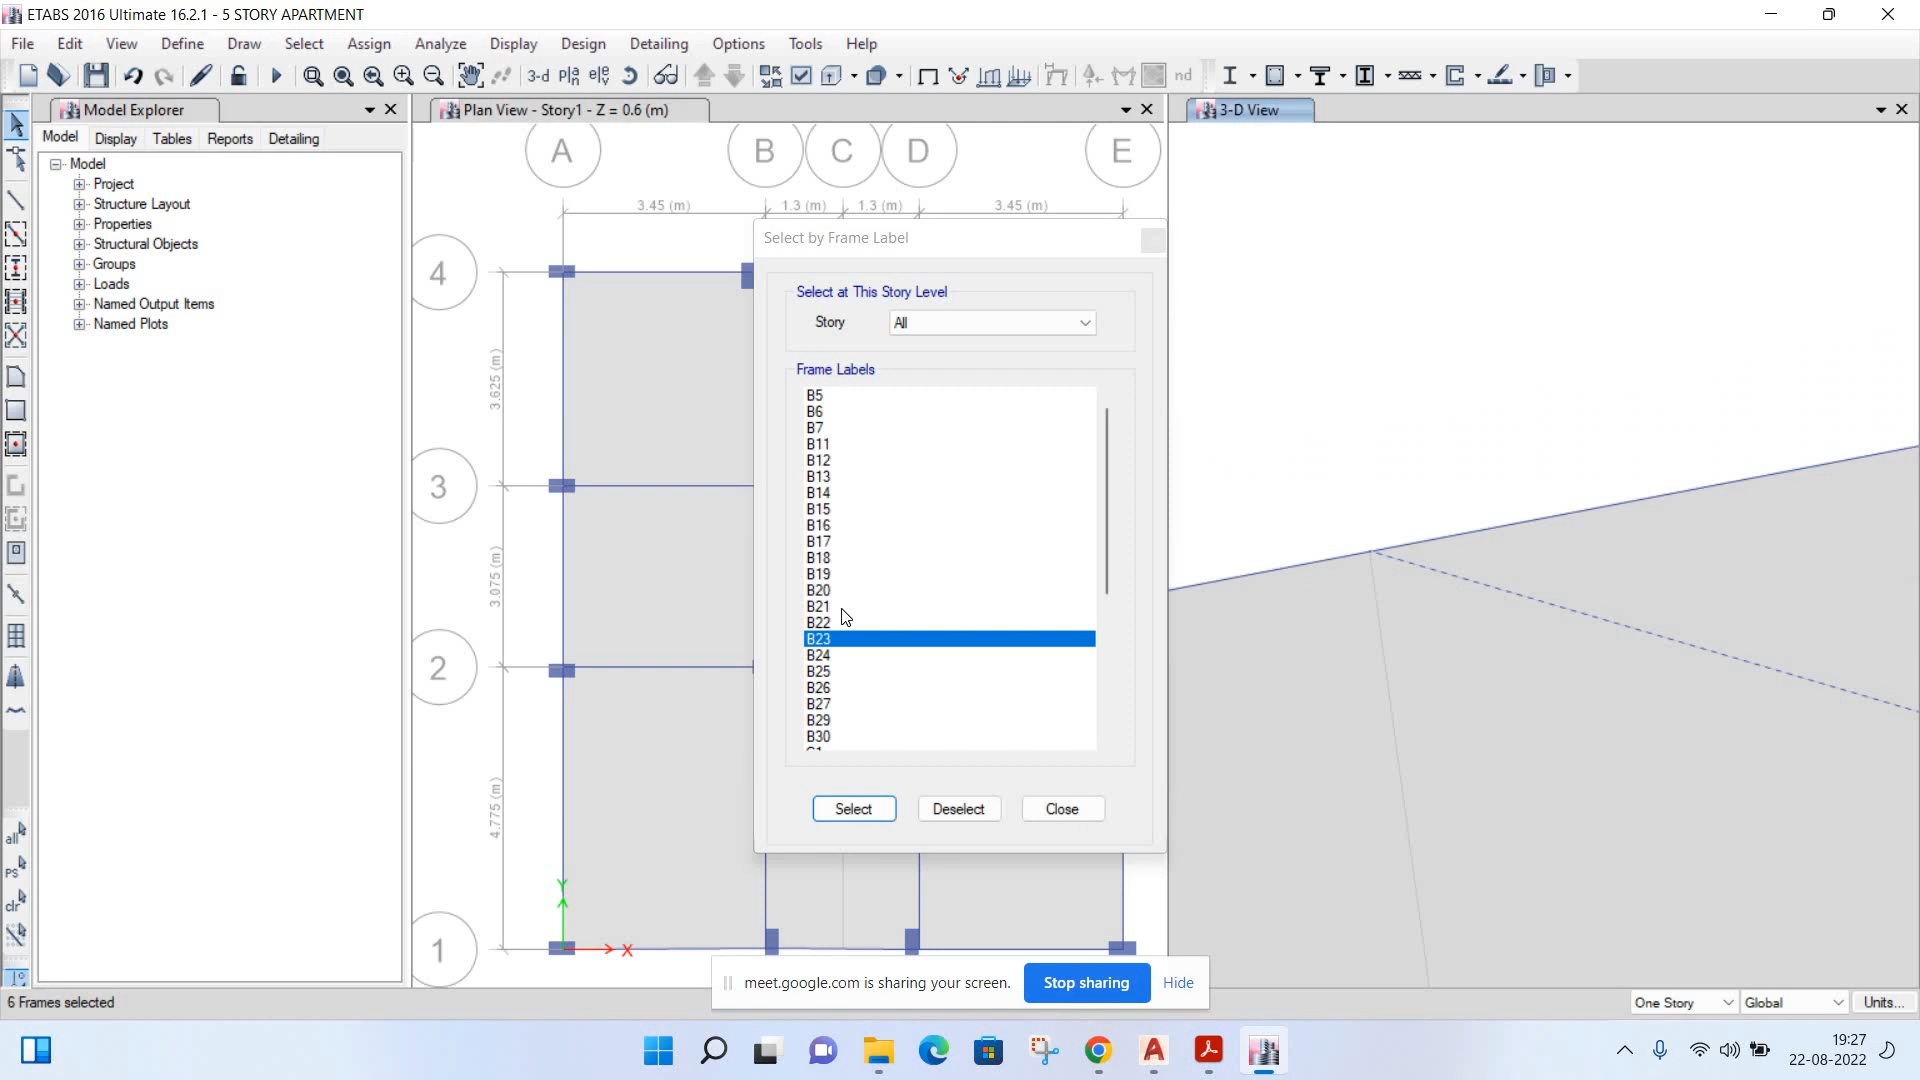 ETABS 2016 Ultimate 16.2.1 - 5 STORY APARTMENT
File Edit View Define Draw Select Assign Analyze Display Design Detailing Options Tools Help
3-d nd
Model Explorer
Plan View - Story1 - Z = 0.6 (m)
3-D View
Model Display Tables Reports Detailing
Model
Project
Structure Layout
Properties
Structural Objects
Groups
Loads
Named Output Items
Named Plots
A B C D E
3.45 (m) 1.3 (m) 1.3 (m) 3.45 (m)
4
3.625 (m)
3
3.075 (m)
2
4.775 (m)
1
Y
X
Select by Frame Label
Select at This Story Level
Story All
Frame Labels
B5
B6
B7
B11
B12
B13
B14
B15
B16
B17
B18
B19
B20
B21
B22
B23
B24
B25
B26
B27
B29
B30
Select Deselect Close
all
PS
clr
meet.google.com is sharing your screen. Stop sharing Hide
6 Frames selected
One Story Global Units...
19:27
22-08-2022